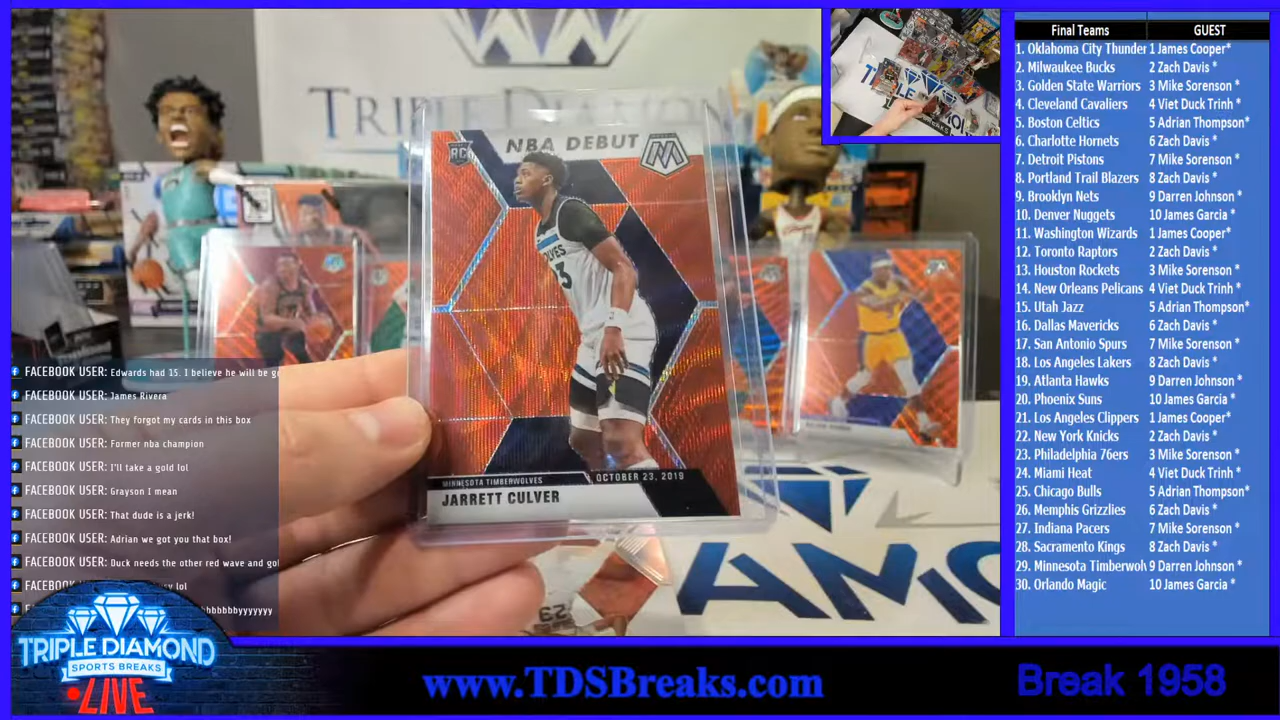 TRIPLE DIAMOND
NBA DEBUT
RC
M
WOLVES
MINNESOTA TIMBERWOLVES
OCTOBER 23, 2019
JARRETT CULVER
23
AMO
FACEBOOK USER: Edwards had 15. I believe he will be
James Rivera
FACEBOOK USER: They forgot my cards in this box
FACEBOOK USER: Former nba champion
FACEBOOK USER: I'll take a gold lol
FACEBOOK USER: Grayson I mean
FACEBOOK USER: That dude is a jerk!
FACEBOOK USER: Adrian we got you that box!
FACEBOOK USER: Duck needs the other red wave and
FACEBOOK lol
TRIPLE DIAMOND
SPORTS BREAKS
LIVE
www.TDSBreaks.com
Break 1958
Final Teams GUEST
1. Oklahoma City Thunder 1 James Cooper*
2. Milwaukee Bucks 2 Zach Davis *
3. Golden State Warriors 3 Mike Sorenson *
4. Cleveland Cavaliers 4 Viet Duck Trinh *
5. Boston Celtics 5 Adrian Thompson*
6. Charlotte Hornets 6 Zach Davis *
7. Detroit Pistons 7 Mike Sorenson *
8. Portland Trail Blazers 8 Zach Davis *
9. Brooklyn Nets 9 Darren Johnson *
10. Denver Nuggets 10 James Garcia *
11. Washington Wizards 1 James Cooper*
12. Toronto Raptors 2 Zach Davis *
13. Houston Rockets 3 Mike Sorenson *
14. New Orleans Pelicans 4 Viet Duck Trinh *
15. Utah Jazz 5 Adrian Thompson*
16. Dallas Mavericks 6 Zach Davis *
17. San Antonio Spurs 7 Mike Sorenson *
18. Los Angeles Lakers 8 Zach Davis *
19. Atlanta Hawks 9 Darren Johnson *
20. Phoenix Suns 10 James Garcia *
21. Los Angeles Clippers 1 James Cooper*
22. New York Knicks 2 Zach Davis *
23. Philadelphia 76ers 3 Mike Sorenson *
24. Miami Heat 4 Viet Duck Trinh *
25. Chicago Bulls 5 Adrian Thompson*
26. Memphis Grizzlies 6 Zach Davis *
27. Indiana Pacers 7 Mike Sorenson *
28. Sacramento Kings 8 Zach Davis *
29. Minnesota Timberwol 9 Darren Johnson *
30. Orlando Magic 10 James Garcia *